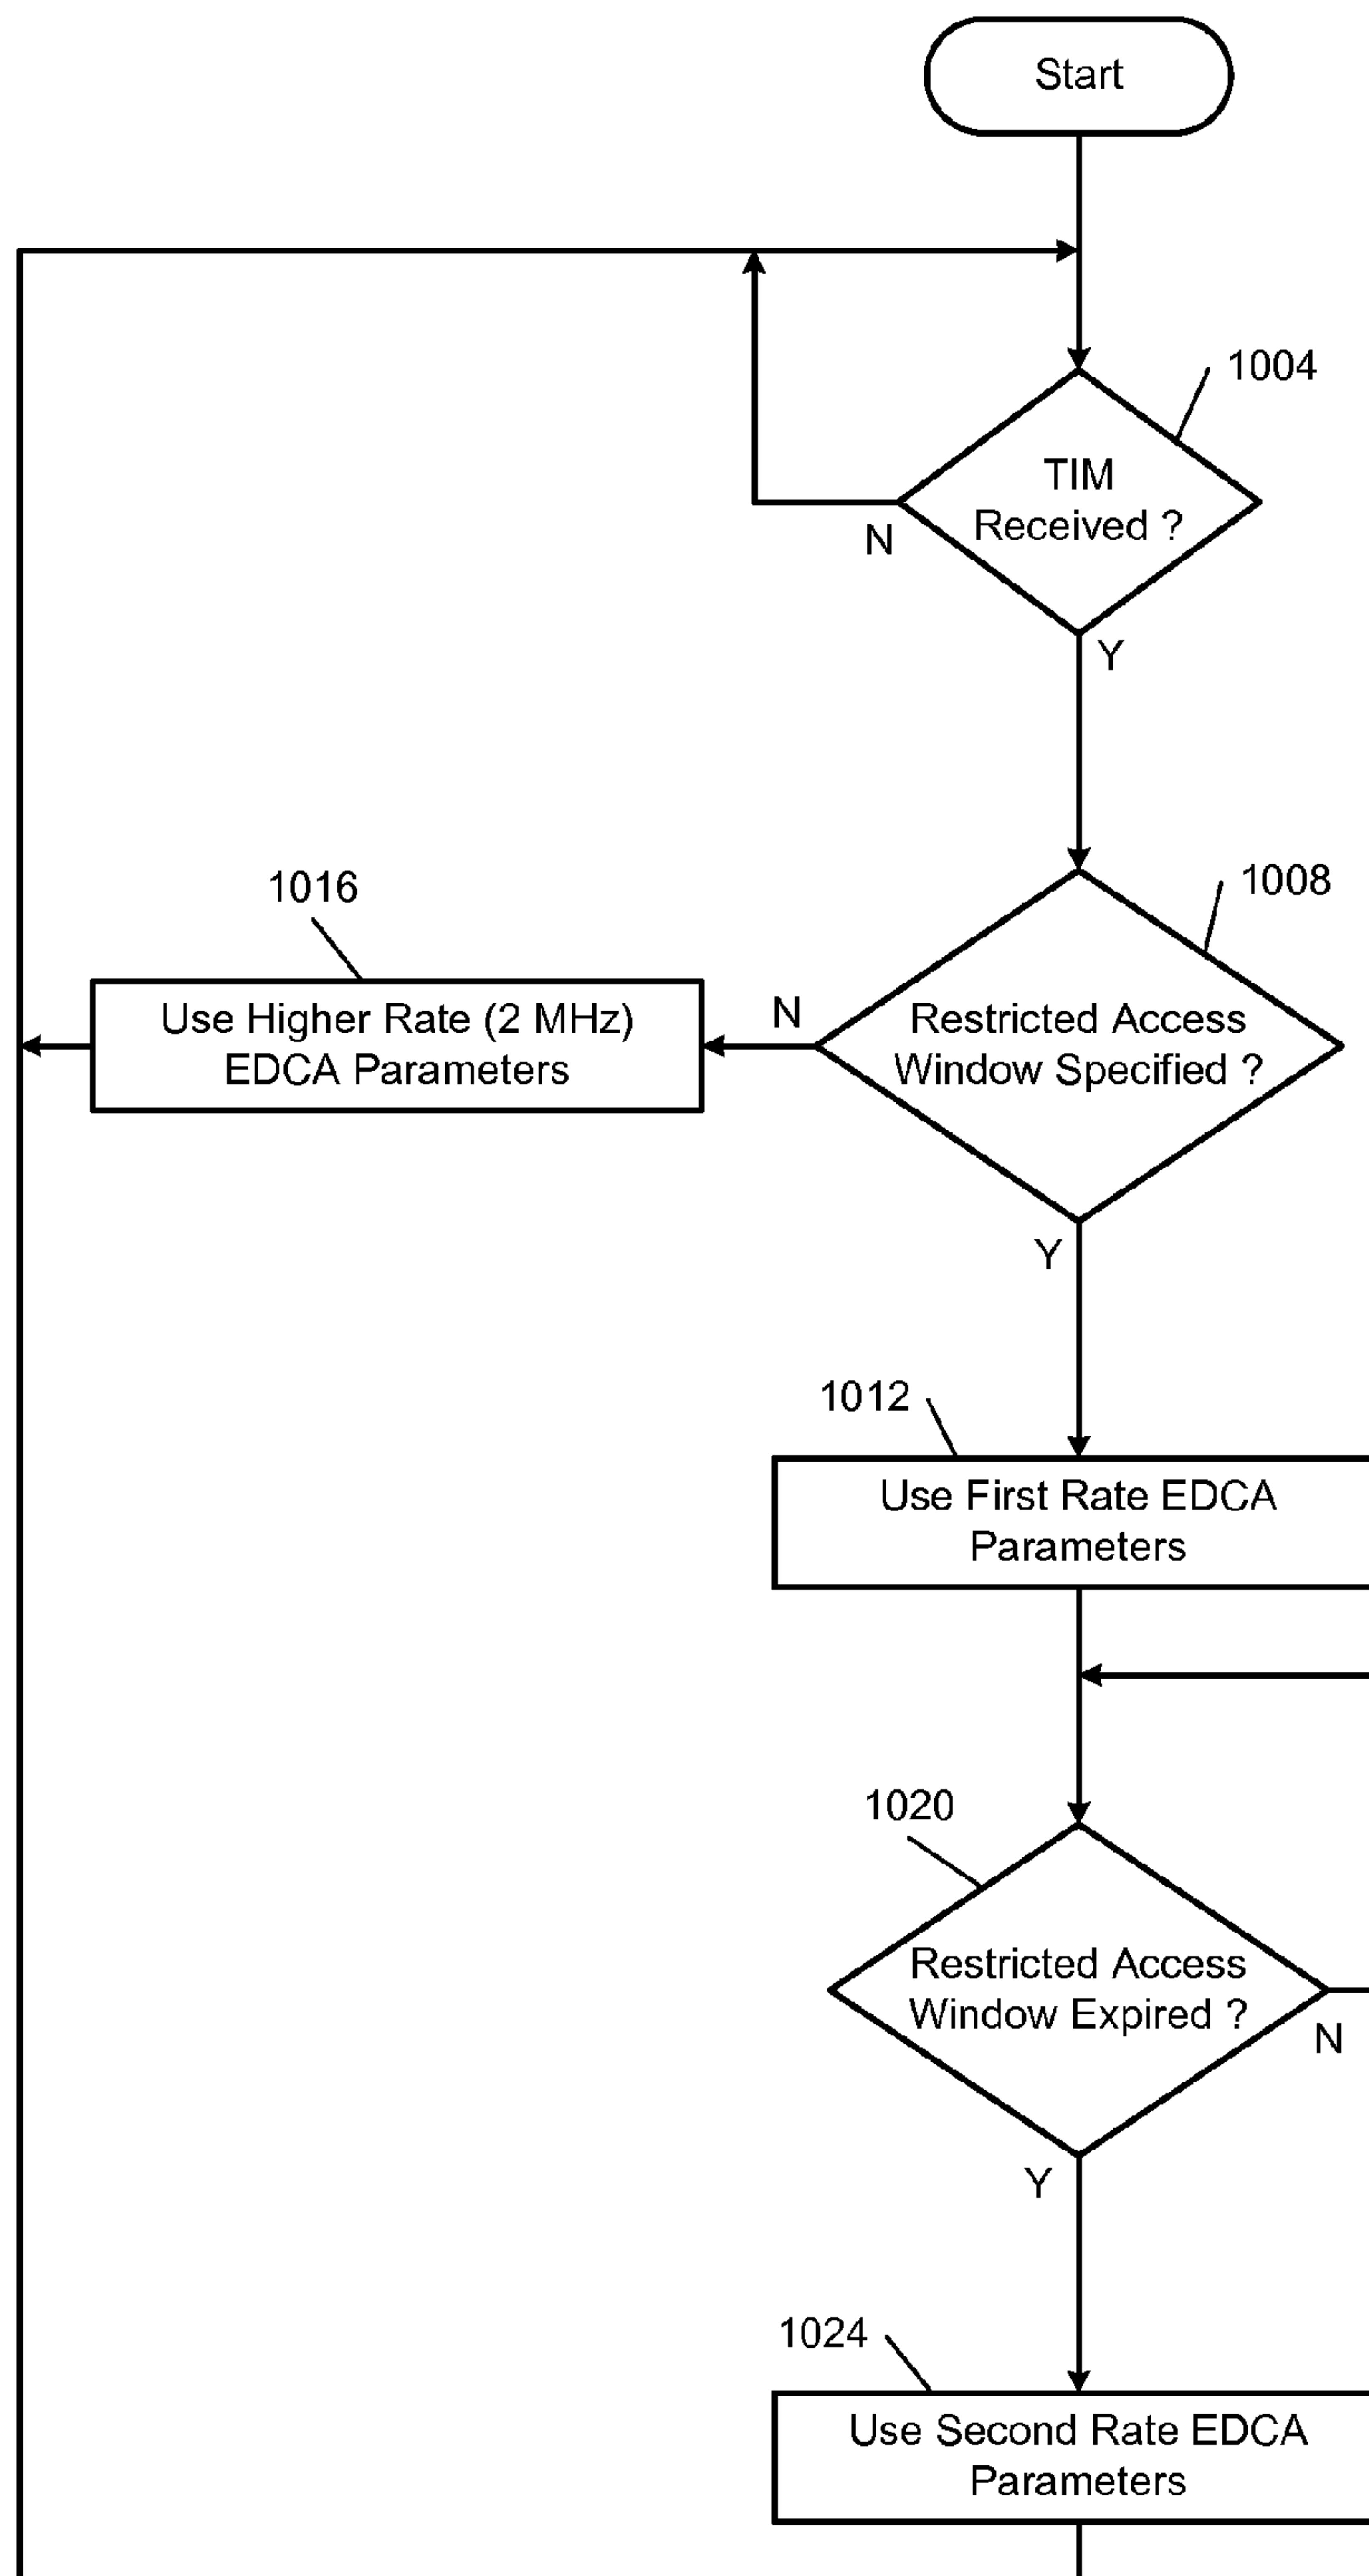 Start
1004
TIM
Received ?
N
Y
1008
1016
Restricted Access
Window Specified ?
N
Use Higher Rate (2 MHz)
EDCA Parameters
Y
1012
Use First Rate EDCA
Parameters
1020
Restricted Access
Window Expired ?
N
Y
1024
Use Second Rate EDCA
Parameters